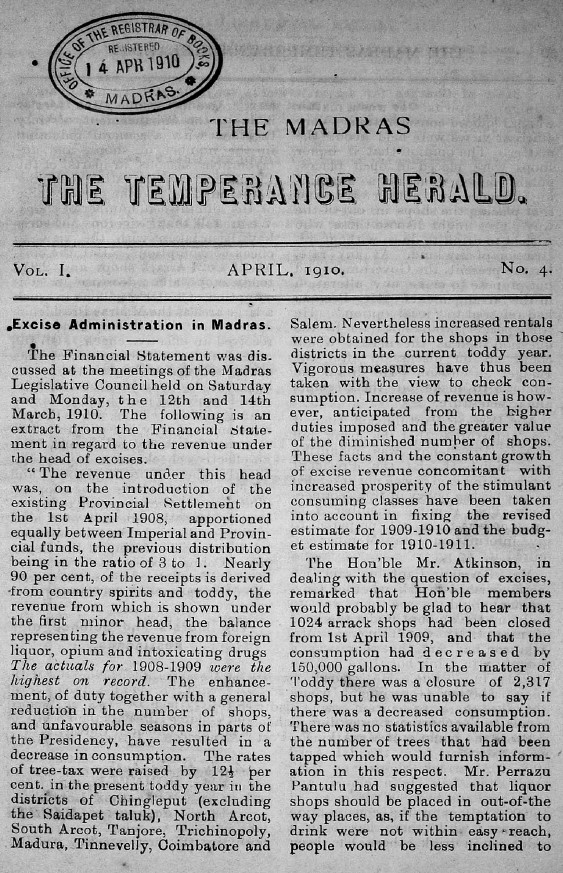 OFFICE OF THE REGISTRAR OF BOOKS,
REGISTERED
14 APR 1910
MADRAS.
THE MADRAS
THE TEMPERANCE HERALD.
VOL. I.
APRIL, 1910.
No. 4.
Excise Administration in Madras.
The Financial Statement was dis-
cussed at the meetings of the Madras
Legislative Council held on Saturday
and Monday, the 12th and 14th
March, 1910. The following is an
extract from the Financial State-
ment in regard to the revenue under
the head of excises.
“The revenue under this head
was, on the introduction of the
existing Provincial Settlement on
the 1st April 1908, apportioned
equally between Imperial and Provin-
cial funds, the previous distribution
being in the ratio of 3 to 1. Nearly
90 per cent, of the receipts is derived
from country spirits and toddy, the
revenue from which is shown under
the first minor head, the balance
representing the revenue from foreign
liquor, opium and intoxicating drugs
The actuals for 1908-1909 were the
highest on record. The enhance-
ment, of duty together with a general
reduction in the number of shops,
and unfavourable seasons in parts of
the Presidency, have resulted in a
decrease in consumption. The rates
of tree-tax were raised by 12½ per
cent. in the present toddy year in the
districts of Chingleput (excluding
the Saidapet taluk), North Arcot,
South Arcot, Tanjore, Trichinopoly,
Madura, Tinnevelly, Coimbatore and
Salem. Nevertheless increased rentals
were obtained for the shops in those
districts in the current toddy year.
Vigorous measures have thus been
taken with the view to check con-
sumption. Increase of revenue is how-
ever, anticipated from the higher
duties imposed and the greater value
of the diminished number of shops.
These facts and the constant growth
of excise revenue concomitant with
increased prosperity of the stimulant
consuming classes have been taken
into account in fixing the revised
estimate for 1909-1910 and the budg-
et estimate for 1910-1911.
The Hon'ble Mr. Atkinson, in
dealing with the question of excises,
remarked that Hon'ble members
would probably be glad to hear that
1024 arrack shops had been closed
from 1st April 1909, and that the
consumption had decreased by
150,000 gallons. In the matter of
Toddy there was a closure of 2,317
shops, but he was unable to say if
there was a decreased consumption.
There was no statistics available from
the number of trees that had been
tapped which would furnish inform-
ation in this respect. Mr. Perrazu
Pantulu had suggested that liquor
shops should be placed in out-of-the
way places, as, if the temptation to
drink were not within easy reach,
people would be less inclined to